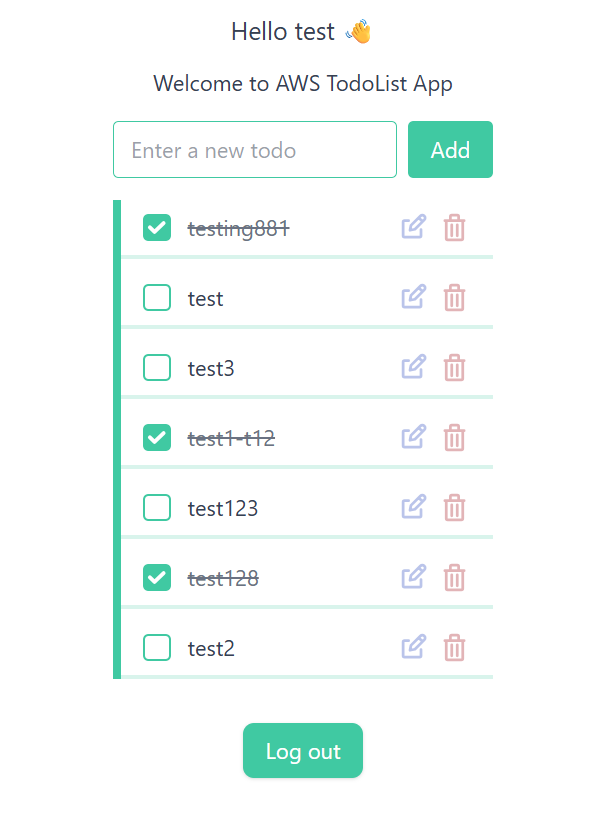 Hello test 👋
Welcome to AWS TodoList App
Enter a new todo
Add
testing881
test
test3
test1-t12
test123
test128
test2
Log out